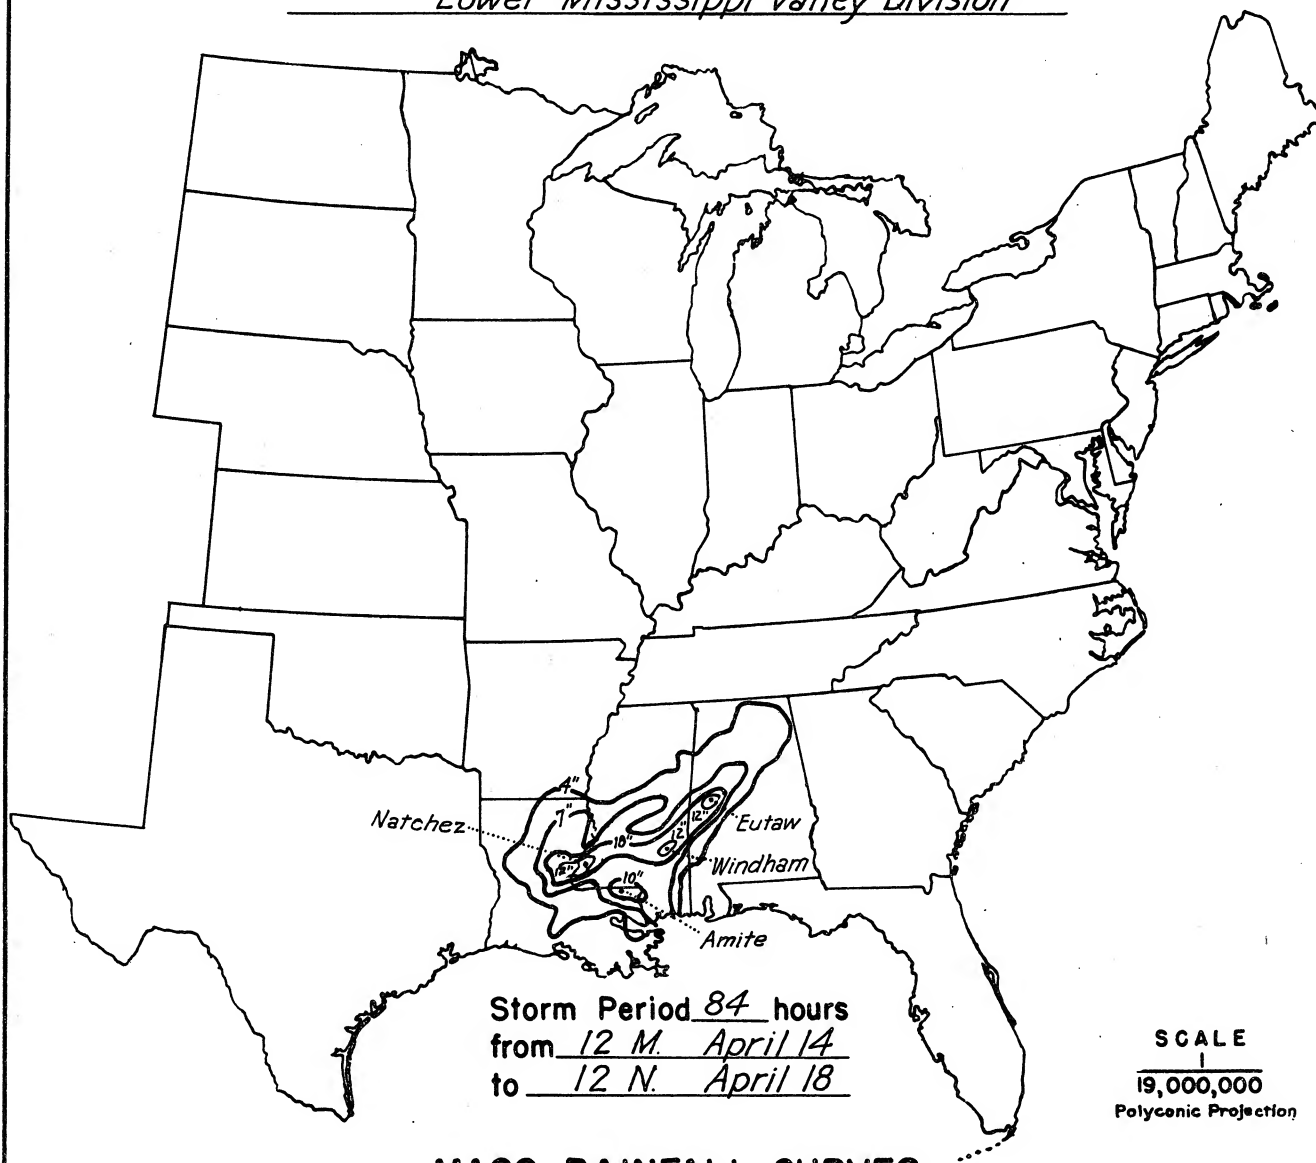 Lower Mississippi Valley Division
4"
7"
Natchez
12"
12"
Eutaw
10"
Windham
12"
10"
Amite
Storm Period 84 hours
from 12 M. April 14
to 12 N. April 18
SCALE
1
19,000,000
Polyconic Projection
MASS RAINFALL CURVES